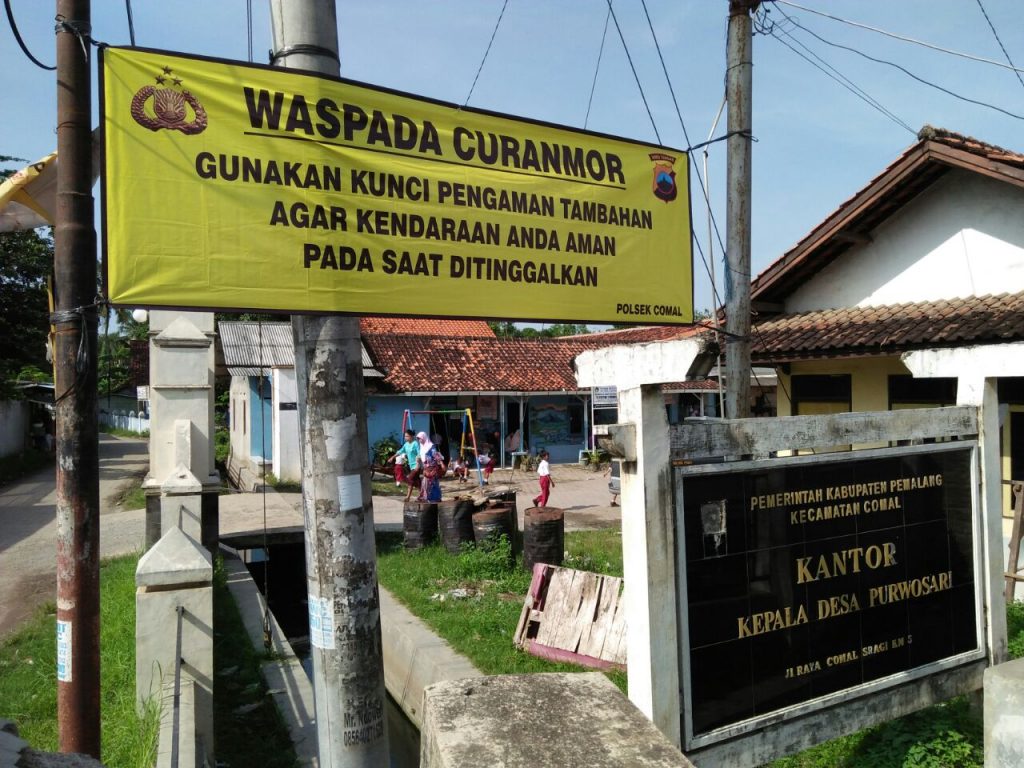 WASPADA CURANMOR
GUNAKAN KUNCI PENGAMAN TAMBAHAN
AGAR KENDARAAN ANDA AMAN
PADA SAAT DITINGGALKAN
POLSEK COMAL
PEMERINTAH KABUPATEN PEMALANG
KECAMATAN COMAL
KANTOR
KEPALA DESA PURWOSARI
Jl RAYA COMAL SRAGI KM 5